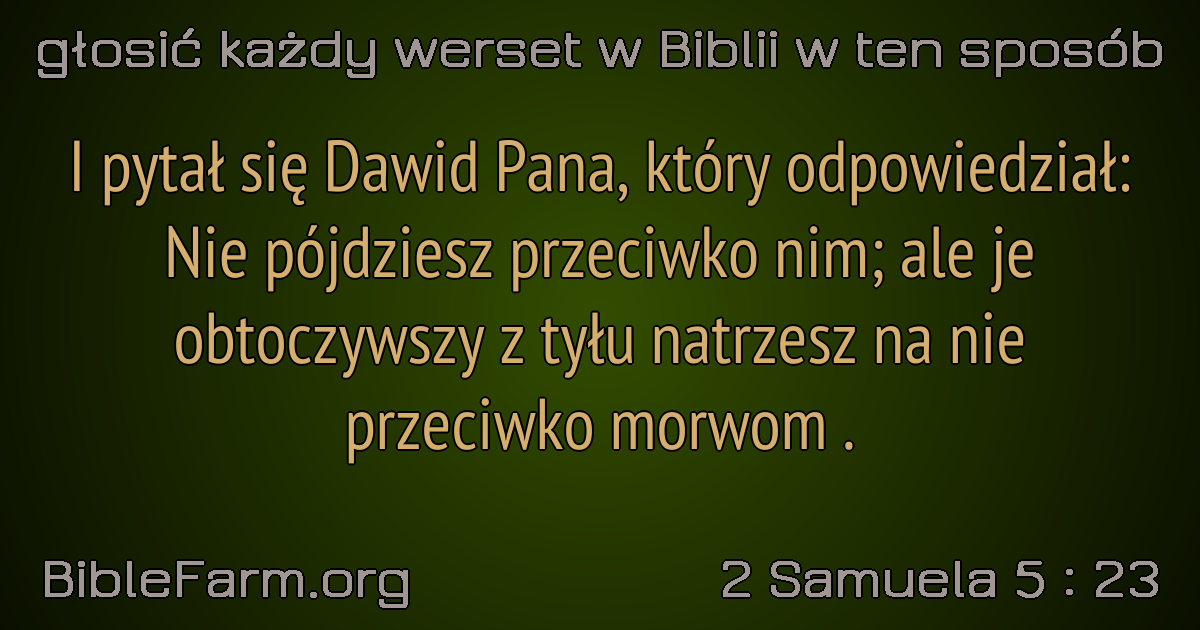 głosić każdy werset w Biblii w ten sposób
I pytał się Dawid Pana, który odpowiedział:
Nie pójdziesz przeciwko nim; ale je
obtoczywszy z tyłu natrzesz na nie
przeciwko morwom .
BibleFarm.org
2 Samuela 5 : 23